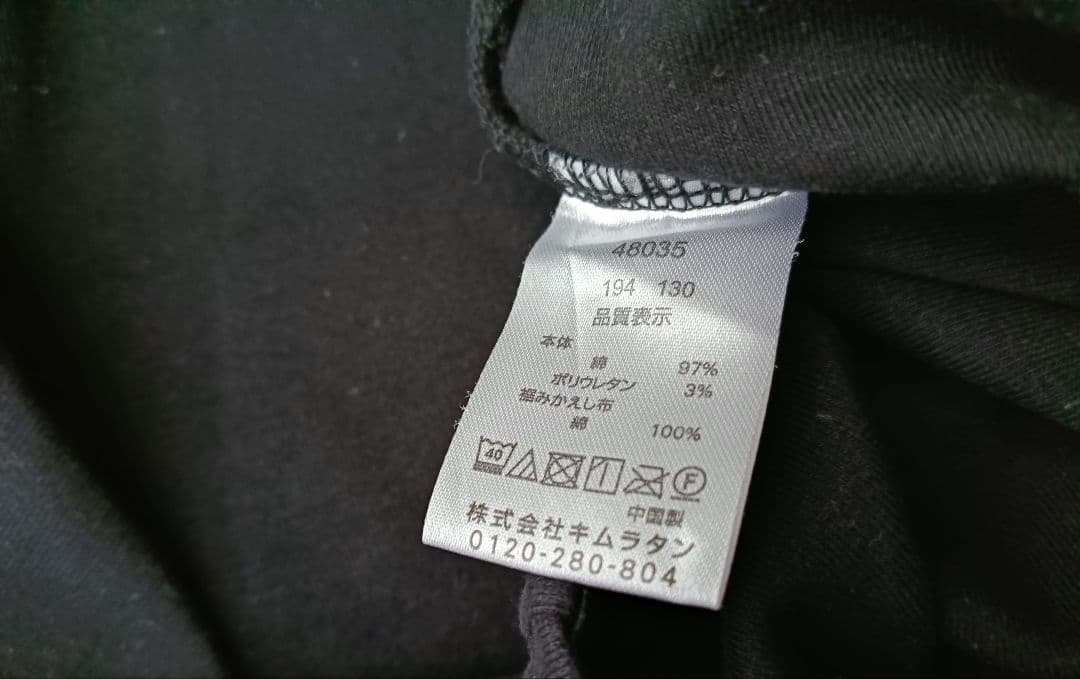 48035
194 130
品質表示
本体
綿 97%
ポリウレタン 3%
裾みかえし布
綿 100%
40
F
中国製
株式会社キムラタン
0120-280-804